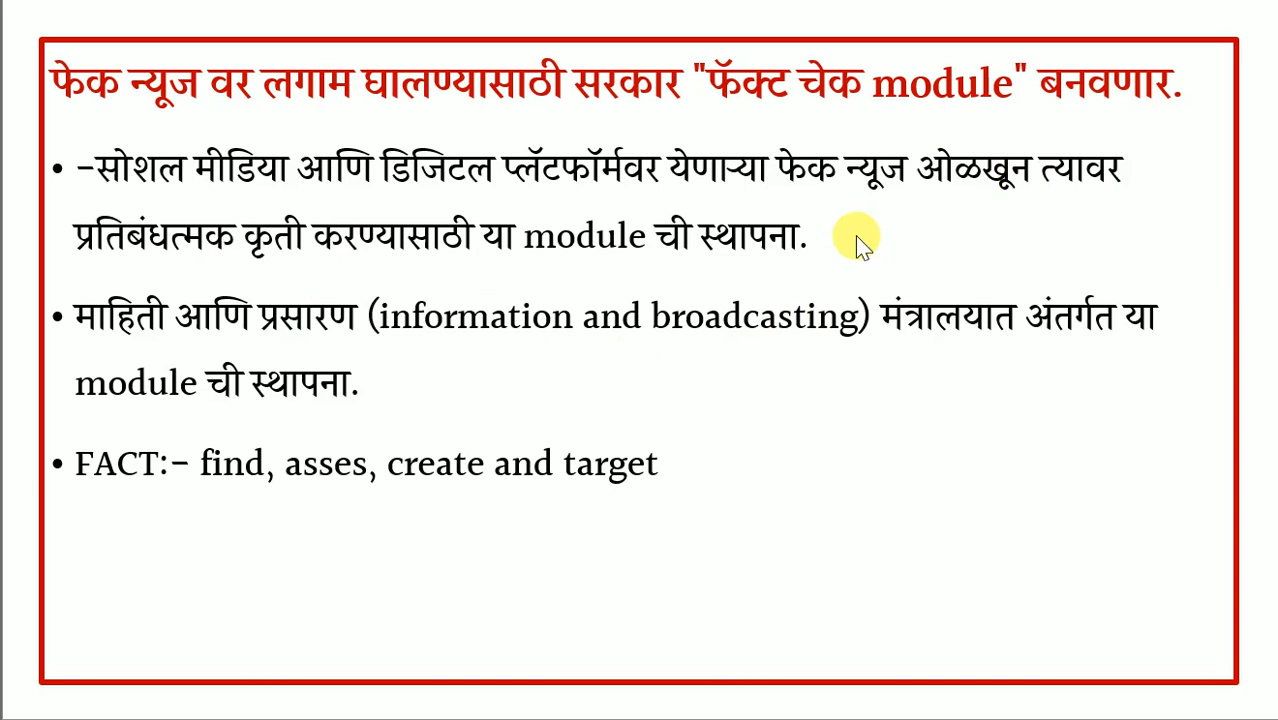 फेक न्यूज वर लगाम घालण्यासाठी सरकार "फॅक्ट चेक module" बनवणार.
• -सोशल मीडिया आणि डिजिटल प्लॅटफॉर्मवर येणाऱ्या फेक न्यूज ओळखून त्यावर
प्रतिबंधत्मक कृती करण्यासाठी या module ची स्थापना.
• माहिती आणि प्रसारण (information and broadcasting) मंत्रालयात अंतर्गत या
module ची स्थापना.
• FACT:- find, asses, create and target